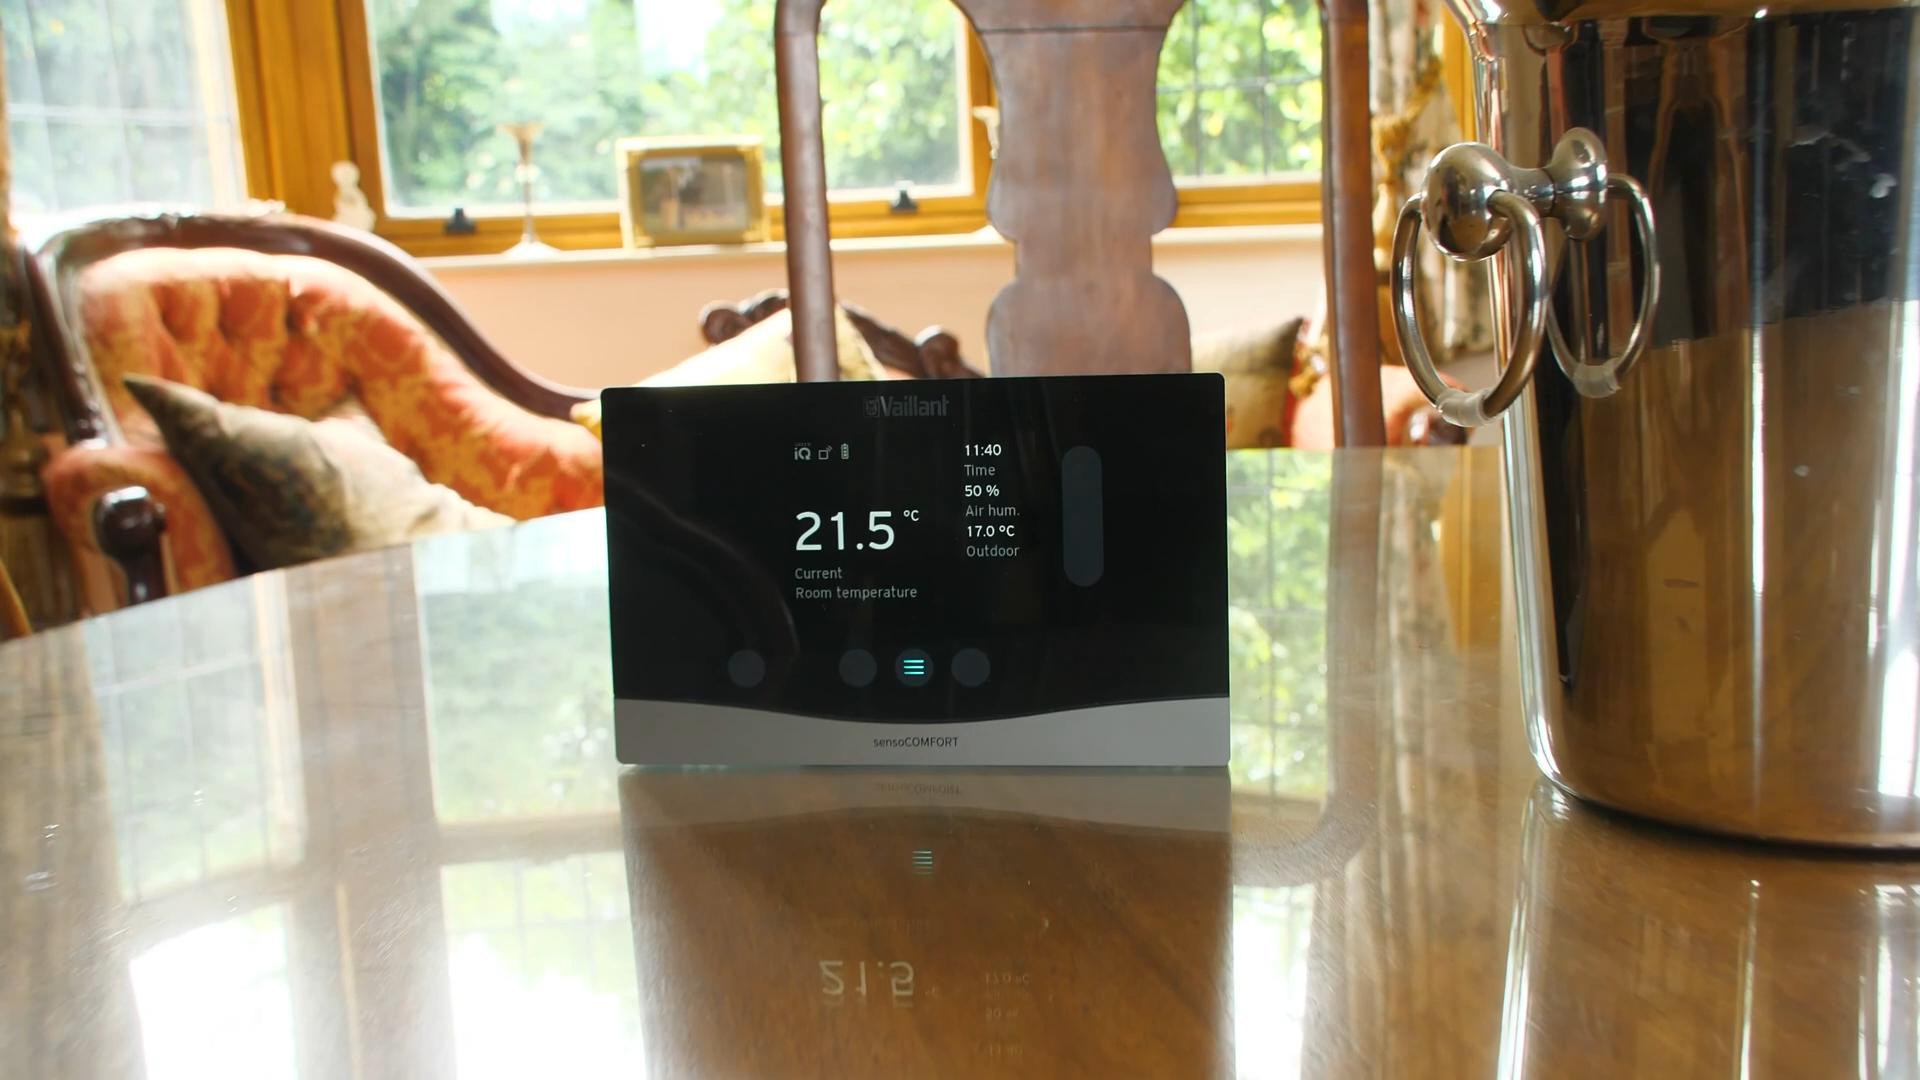 Vaillant
iQ
11:40
Time
50 %
Air hum.
17.0 °C
Outdoor
21.5 °C
Current
Room temperature
sensoCOMFORT